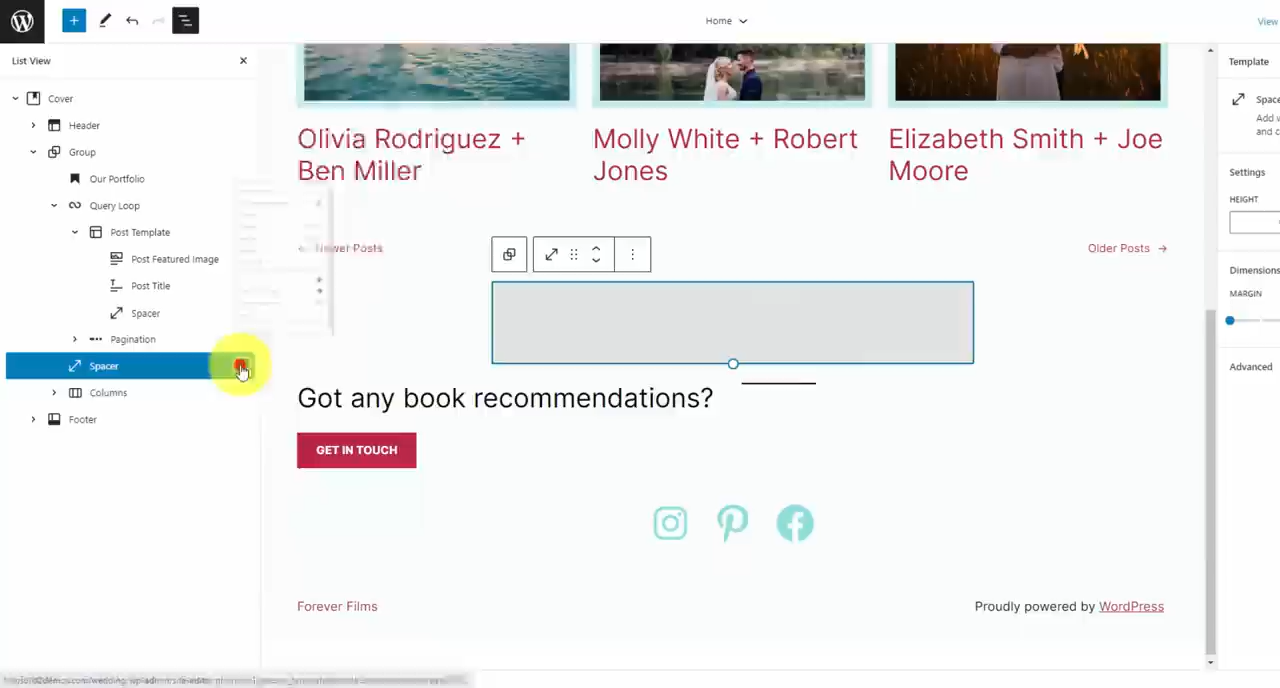 Home
View
List View
Cover
Header
Group
Our Portfolio
Query Loop
Post Template
Post Featured Image
Post Title
Spacer
Pagination
Spacer
Columns
Footer
Olivia Rodriguez +
Ben Miller
Molly White + Robert
Jones
Elizabeth Smith + Joe
Moore
← Newer Posts
Older Posts →
Got any book recommendations?
GET IN TOUCH
Forever Films
Proudly powered by WordPress
Template
Add
and c
Settings
HEIGHT
Dimensions
MARGIN
Advanced